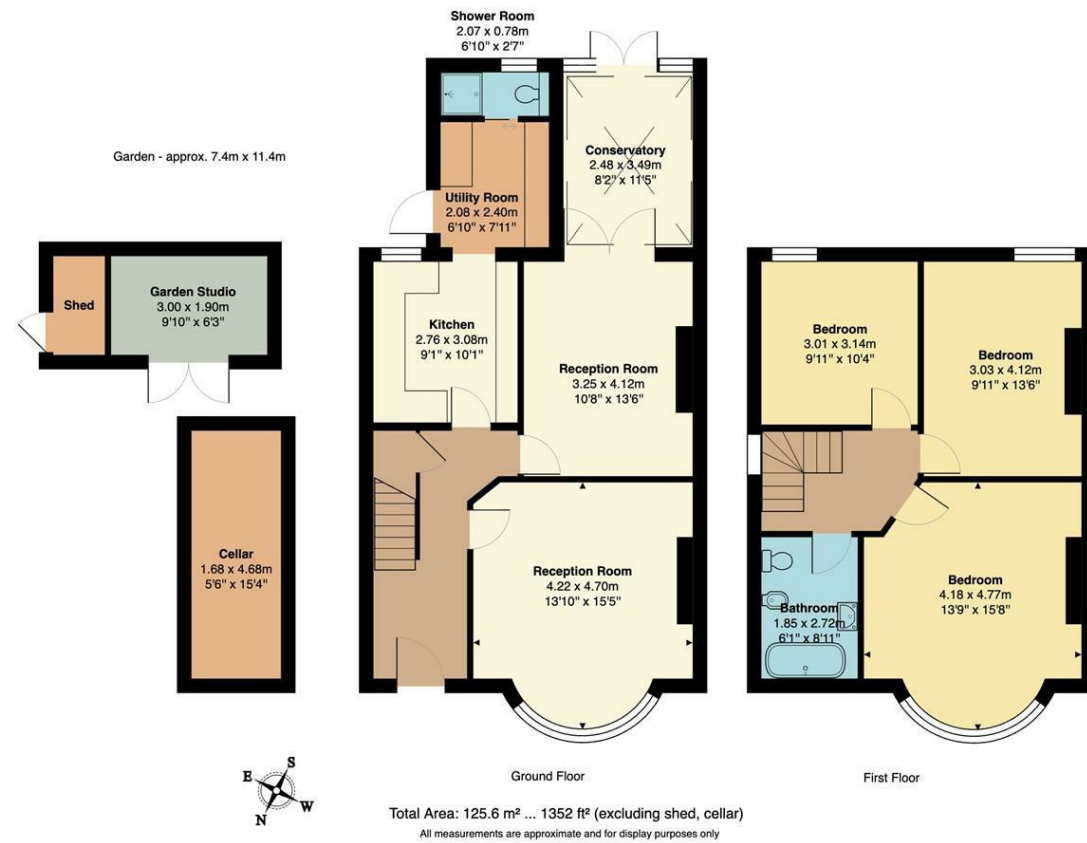 Shower Room
2.07 x 0.78m
6'10" x 2'7"
Garden - approx. 7.4m x 11.4m
Conservatory
2.48 x 3.49m
8'2" x 11'5"
Utility Room
2.08 x 2.40m
6'10" x 7'11"
Shed
Garden Studio
3.00 x 1.90m
9'10" x 6'3"
Kitchen
2.76 x 3.08m
9'1" x 10'1"
Reception Room
3.25 x 4.12m
10'8" x 13'6"
Bedroom
3.01 x 3.14m
9'11" x 10'4"
Bedroom
3.03 x 4.12m
9'11" x 13'6"
Cellar
1.68 x 4.68m
5'6" x 15'4"
Reception Room
4.22 x 4.70m
13'10" x 15'5"
Bathroom
1.85 x 2.72m
6'1" x 8'11"
Bedroom
4.18 x 4.77m
13'9" x 15'8"
S
E
W
N
Ground Floor
First Floor
Total Area: 125.6 m² ... 1352 ft² (excluding shed, cellar)
All measurements are approximate and for display purposes only